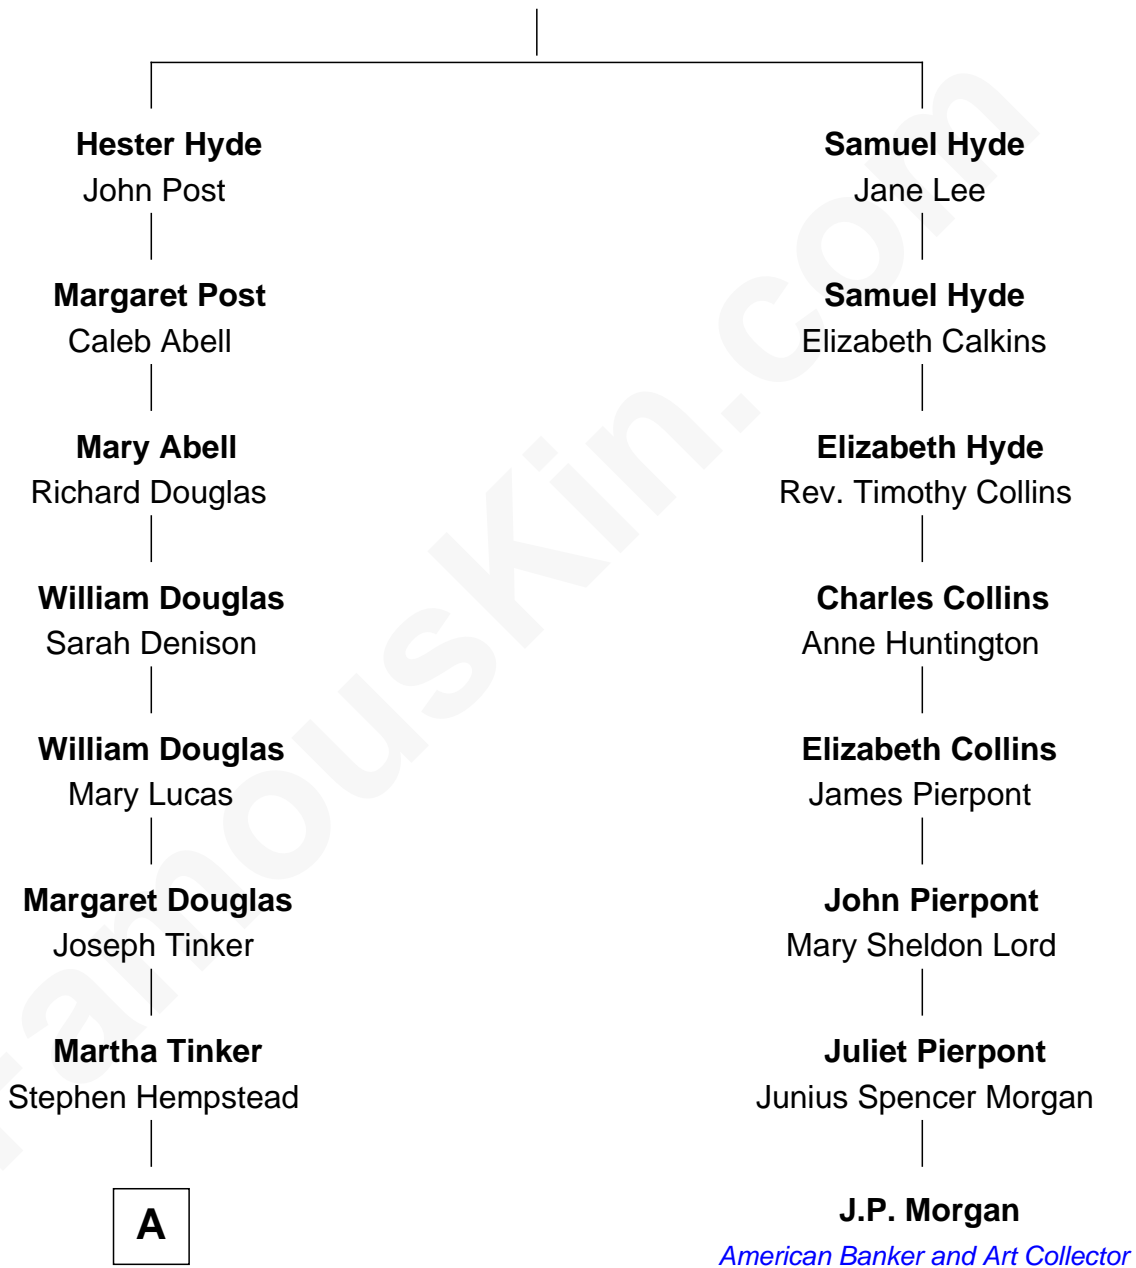 Hester Hyde
John Post
Samuel Hyde
Jane Lee
Margaret Post
Caleb Abell
Samuel Hyde
Elizabeth Calkins
Mary Abell
Richard Douglas
Elizabeth Hyde
Rev. Timothy Collins
William Douglas
Sarah Denison
Charles Collins
Anne Huntington
William Douglas
Mary Lucas
Elizabeth Collins
James Pierpont
Margaret Douglas
Joseph Tinker
John Pierpont
Mary Sheldon Lord
Martha Tinker
Stephen Hempstead
Juliet Pierpont
Junius Spencer Morgan
A
J.P. Morgan
American Banker and Art Collector
FamousKin.com